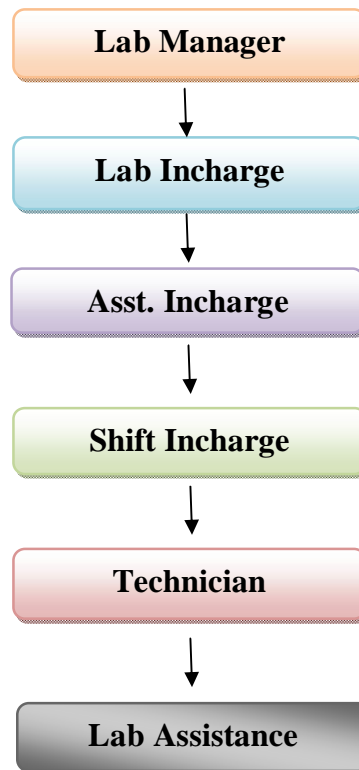 Lab Manager
Lab Incharge
Asst. Incharge
Shift Incharge
Technician
Lab Assistance